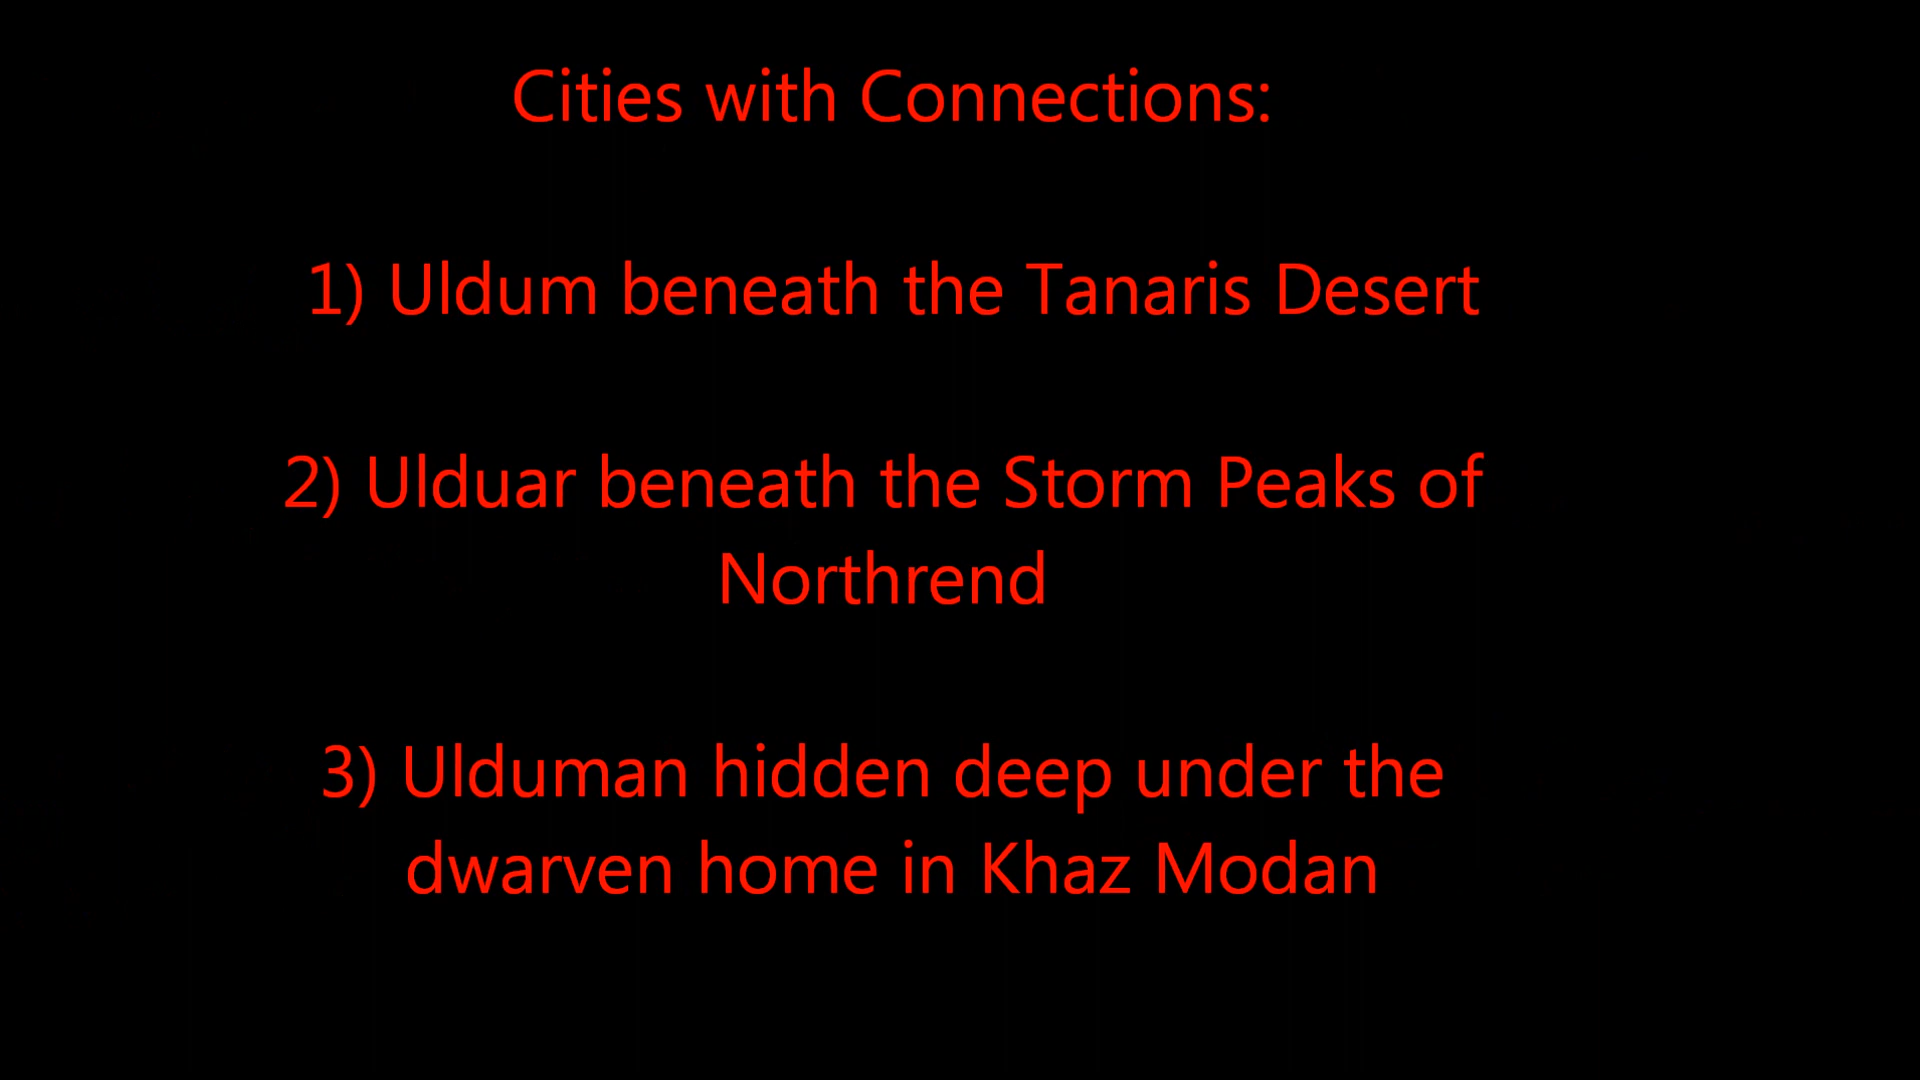 Cities with Connections:
1) Uldum beneath the Tanaris Desert
2) Ulduar beneath the Storm Peaks of
Northrend
3) Ulduman hidden deep under the
dwarven home in Khaz Modan